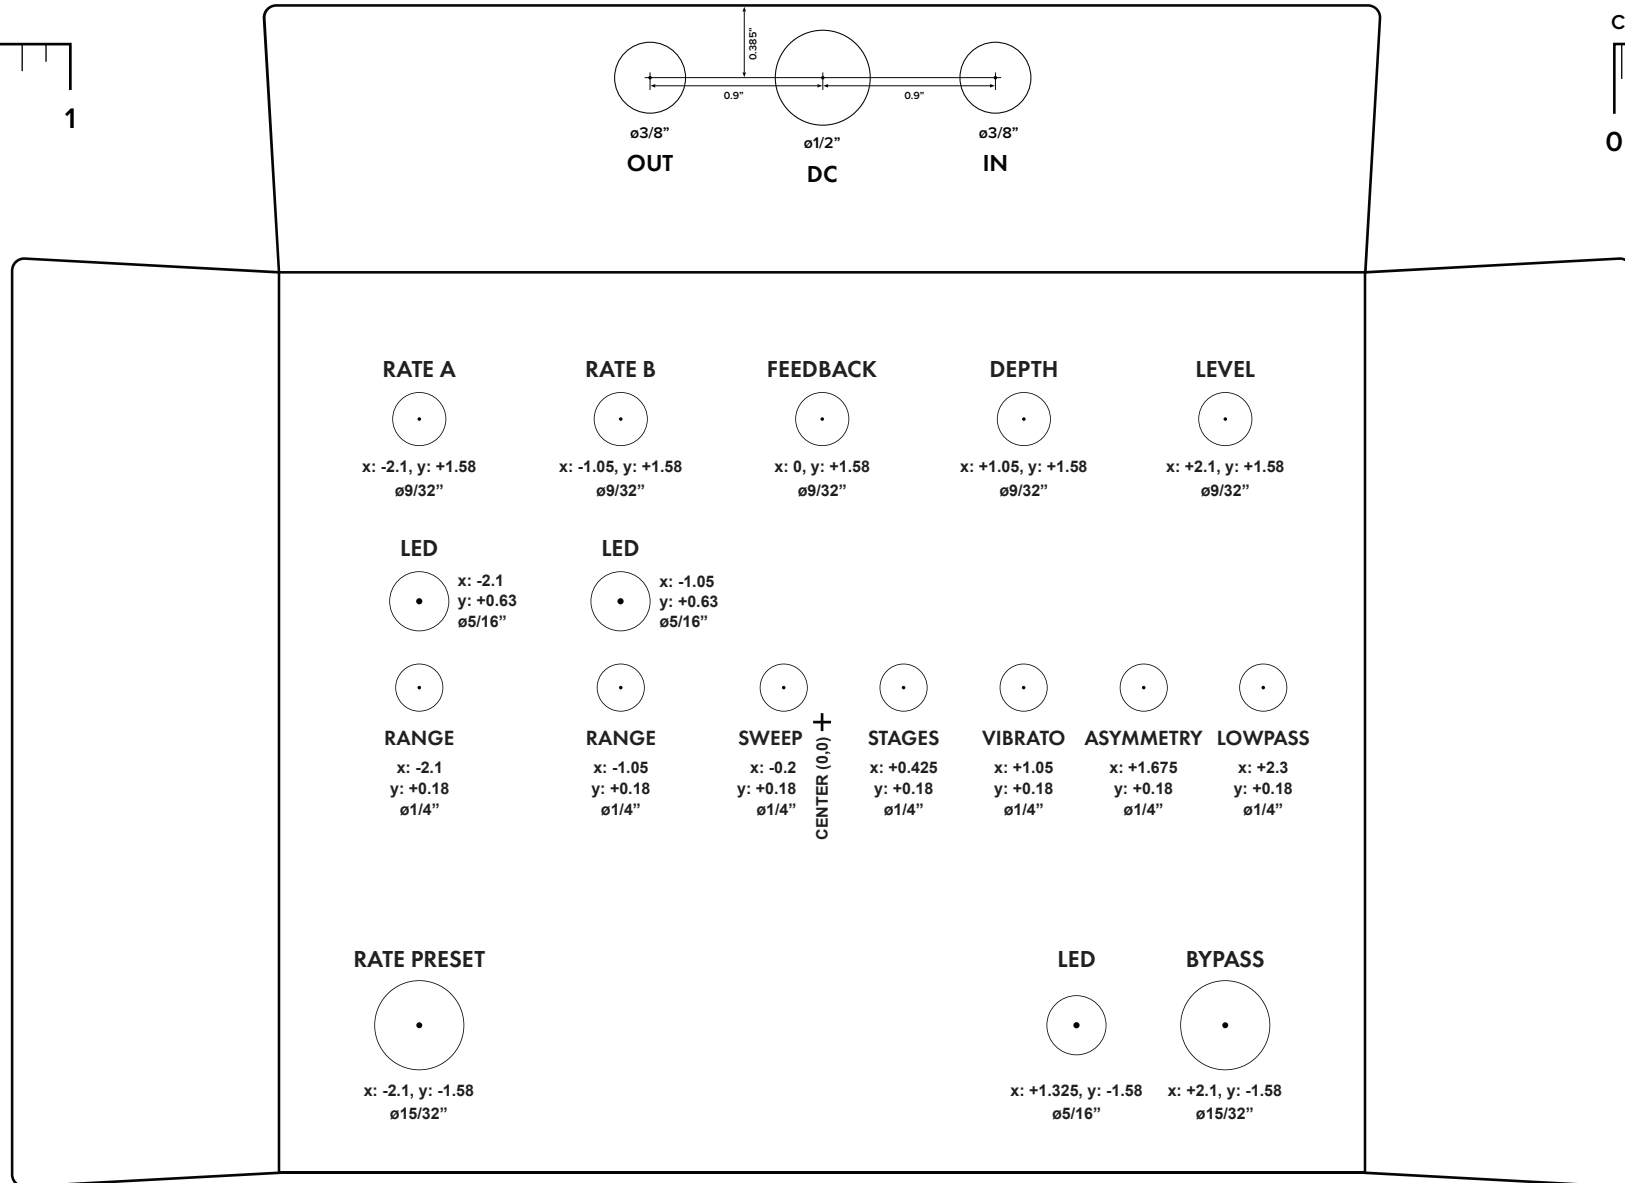 C
1
0
0.385”
0.9” 0.9”
ø3/8” ø1/2” ø3/8”
OUT DC IN
RATE A RATE B FEEDBACK DEPTH LEVEL
x: -2.1, y: +1.58 x: -1.05, y: +1.58 x: 0, y: +1.58 x: +1.05, y: +1.58 x: +2.1, y: +1.58
ø9/32” ø9/32” ø9/32” ø9/32” ø9/32”
LED LED
x: -2.1 x: -1.05
y: +0.63 y: +0.63
ø5/16” ø5/16”
RANGE RANGE SWEEP STAGES VIBRATO ASYMMETRY LOWPASS
x: -2.1 x: -1.05 x: -0.2 x: +0.425 x: +1.05 x: +1.675 x: +2.3
y: +0.18 y: +0.18 y: +0.18 y: +0.18 y: +0.18 y: +0.18 y: +0.18
ø1/4” ø1/4” ø1/4” ø1/4” ø1/4” ø1/4” ø1/4”
CENTER (0,0)
RATE PRESET LED BYPASS
x: -2.1, y: -1.58 x: +1.325, y: -1.58 x: +2.1, y: -1.58
ø15/32” ø5/16” ø15/32”